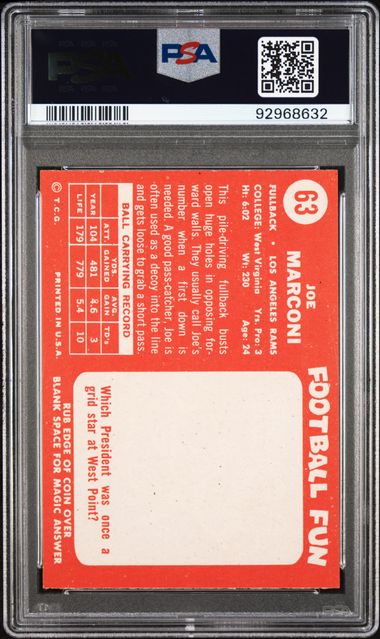 PSA
PSA
92968632
63
JOE
MARCONI
FULLBACK • LOS ANGELES RAMS
COLLEGE: West Virginia Yrs. Pro: 3
Ht: 6:02 Wt: 230 Age: 24
This pile-driving fullback busts
open huge holes in opposing for-
ward walls. They usually call Joe's
number when a first down is
needed. A good pass-catcher, Joe is
often used as a decoy into the line
and gets loose to grab a short pass.
BALL CARRYING RECORD
ATT. YDS. GAINED AVG. GAIN TD's
YEAR 104 481 4.6 3
LIFE 179 779 5.4 10
© T.C.G. PRINTED IN U.S.A.
FOOTBALL FUN
Which President was once a
grid star at West Point?
RUB EDGE OF COIN OVER
BLANK SPACE FOR MAGIC ANSWER